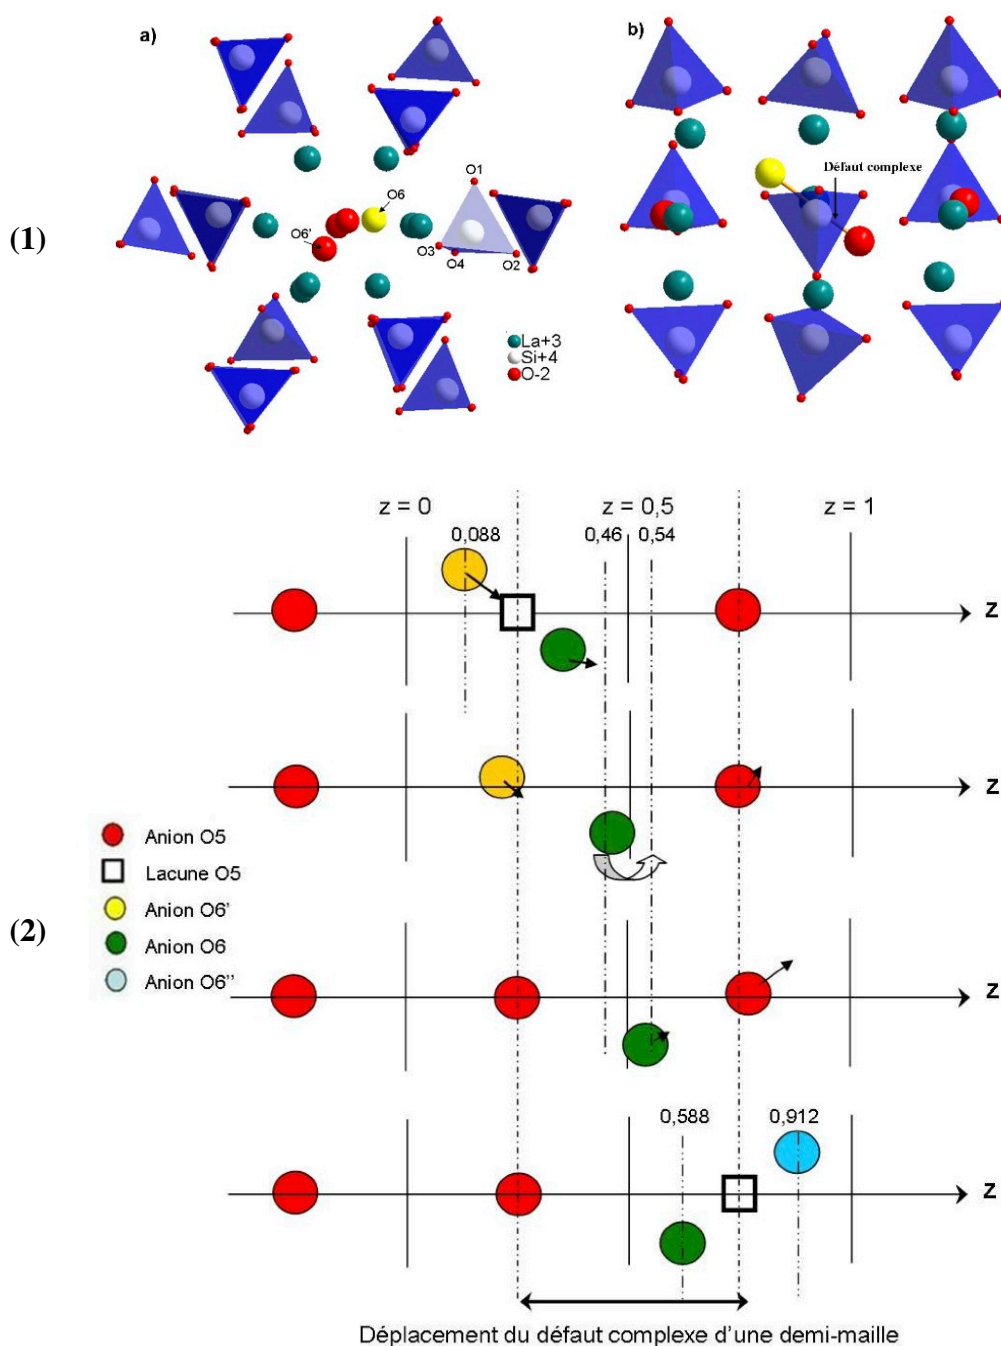 a)
b)
O1
O6
Défaut complexe
(1)
O6'
O3
O4
O2
La+3
Si+4
O-2
z = 0
z = 0,5
z = 1
0,088
0,46
0,54
z
z
Anion O5
Lacune O5
Anion O6'
(2)
Anion O6
Anion O6''
z
0,588
0,912
z
Déplacement du défaut complexe d'une demi-maille